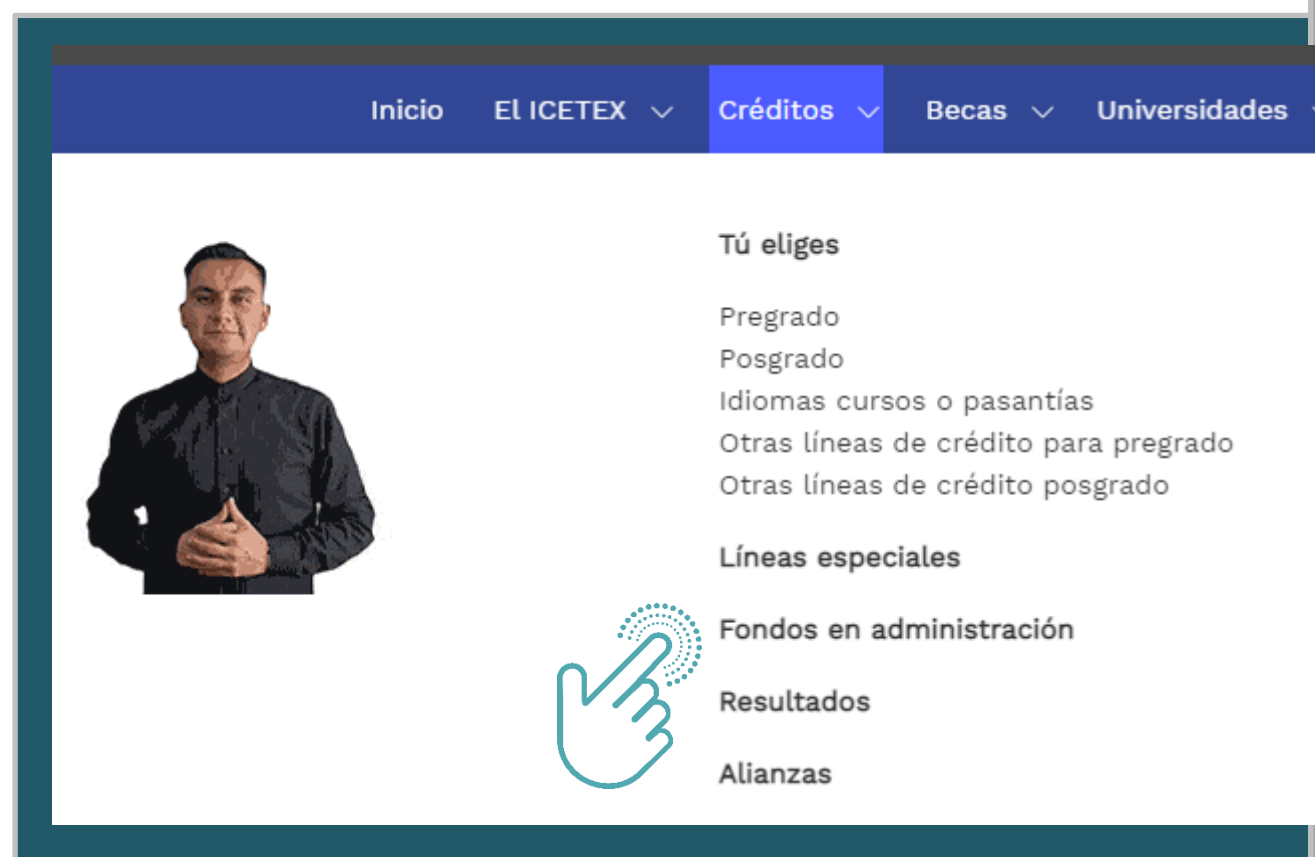 Inicio El ICETEX Créditos Becas Universidades
Tú eliges
Pregrado
Posgrado
Idiomas cursos o pasantías
Otras líneas de crédito para pregrado
Otras líneas de crédito posgrado
Líneas especiales
Fondos en administración
Resultados
Alianzas